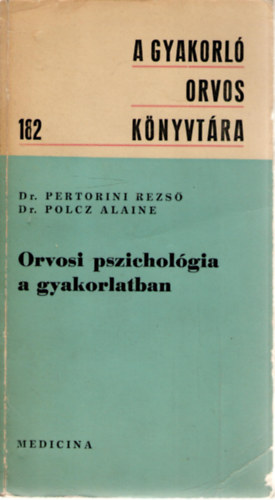 A GYAKORLÓ
ORVOS
182 KÖNYVTÁRA
Dr. PERTORINI REZSŐ
Dr. POLCZ ALAINE
Orvosi pszichológia
a gyakorlatban
MEDICINA